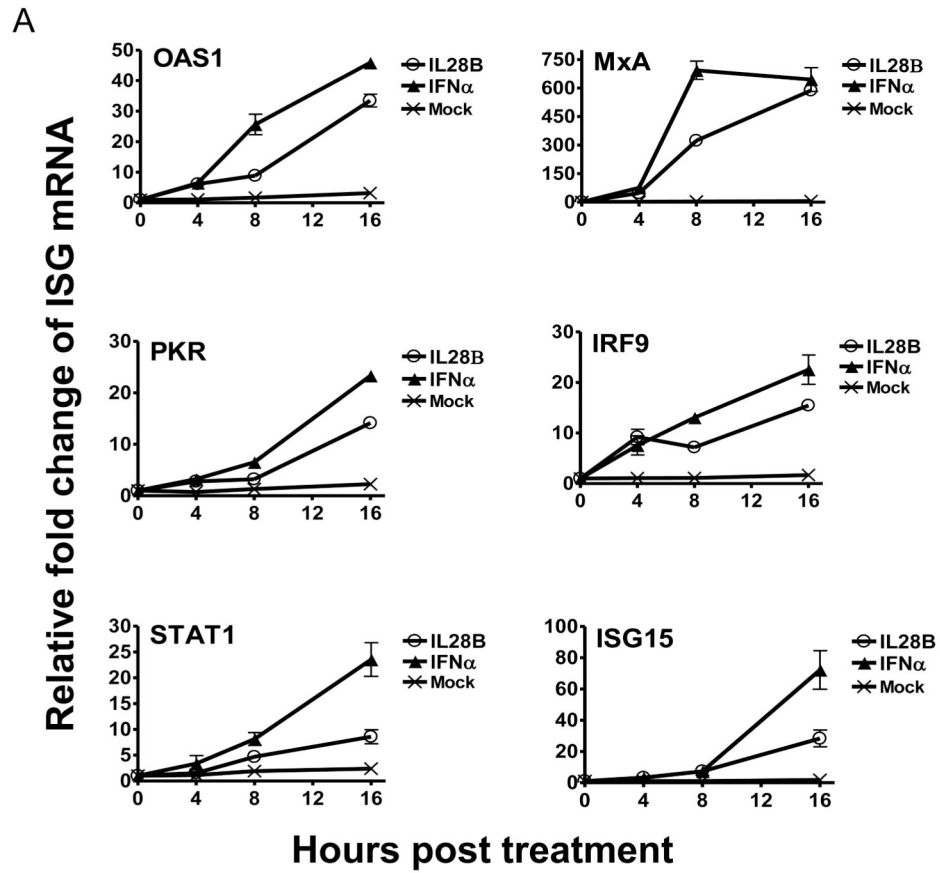 A
Relative fold change of ISG mRNA
OAS1
50
40
30
20
10
0
0 4 8 12 16
IL28B
IFNα
Mock
MxA
750
600
450
300
150
0
0 4 8 12 16
IL28B
IFNα
Mock
PKR
30
20
10
0
0 4 8 12 16
IL28B
IFNα
Mock
IRF9
30
20
10
0
0 4 8 12 16
IL28B
IFNα
Mock
STAT1
30
25
20
15
10
5
0
0 4 8 12 16
IL28B
IFNα
Mock
ISG15
100
80
60
40
20
0
0 4 8 12 16
IL28B
IFNα
Mock
Hours post treatment